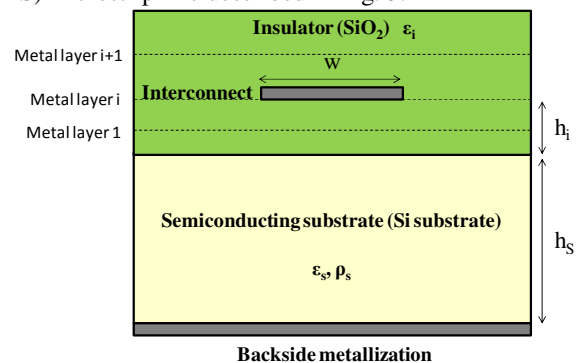 Insulator (SiO2) εi
Metal layer i+1
W
Metal layer i
Interconnect
Metal layer 1
hi
Semiconducting substrate (Si substrate)
hS
εs, ρs
Backside metallization